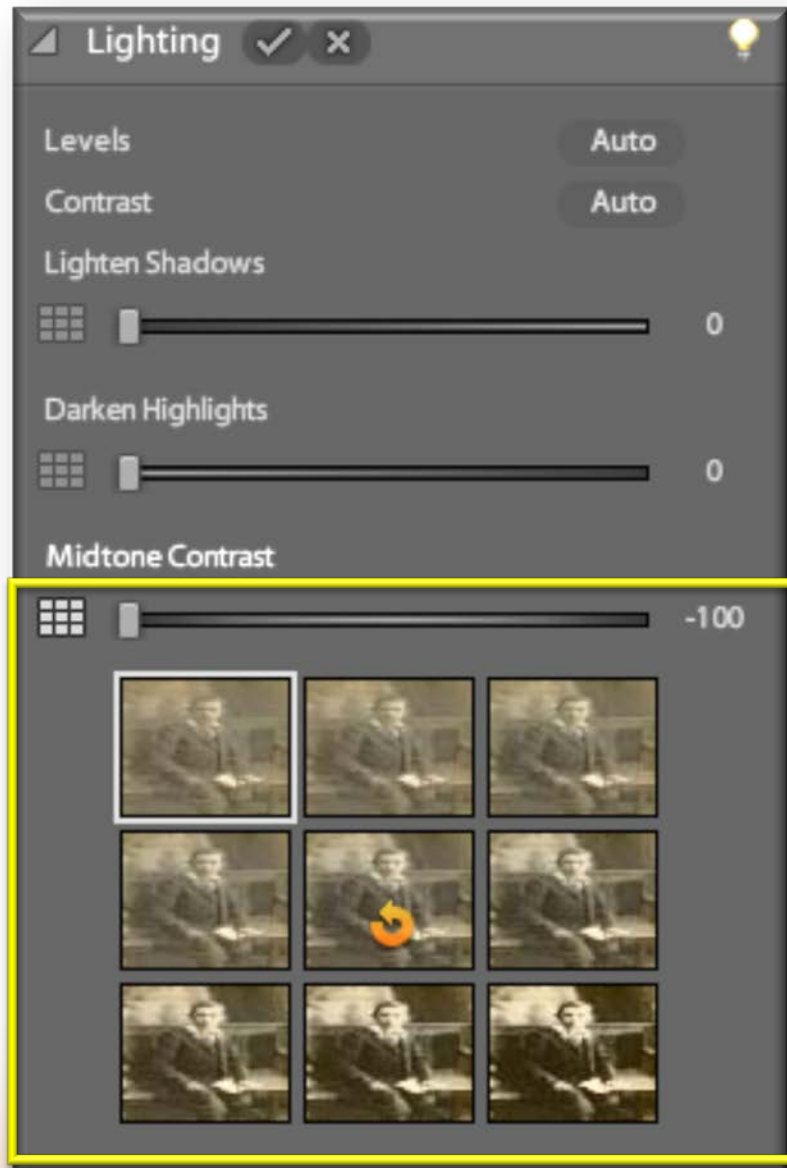 Lighting
Levels Auto
Contrast Auto
Lighten Shadows
0
Darken Highlights
0
Midtone Contrast
-100